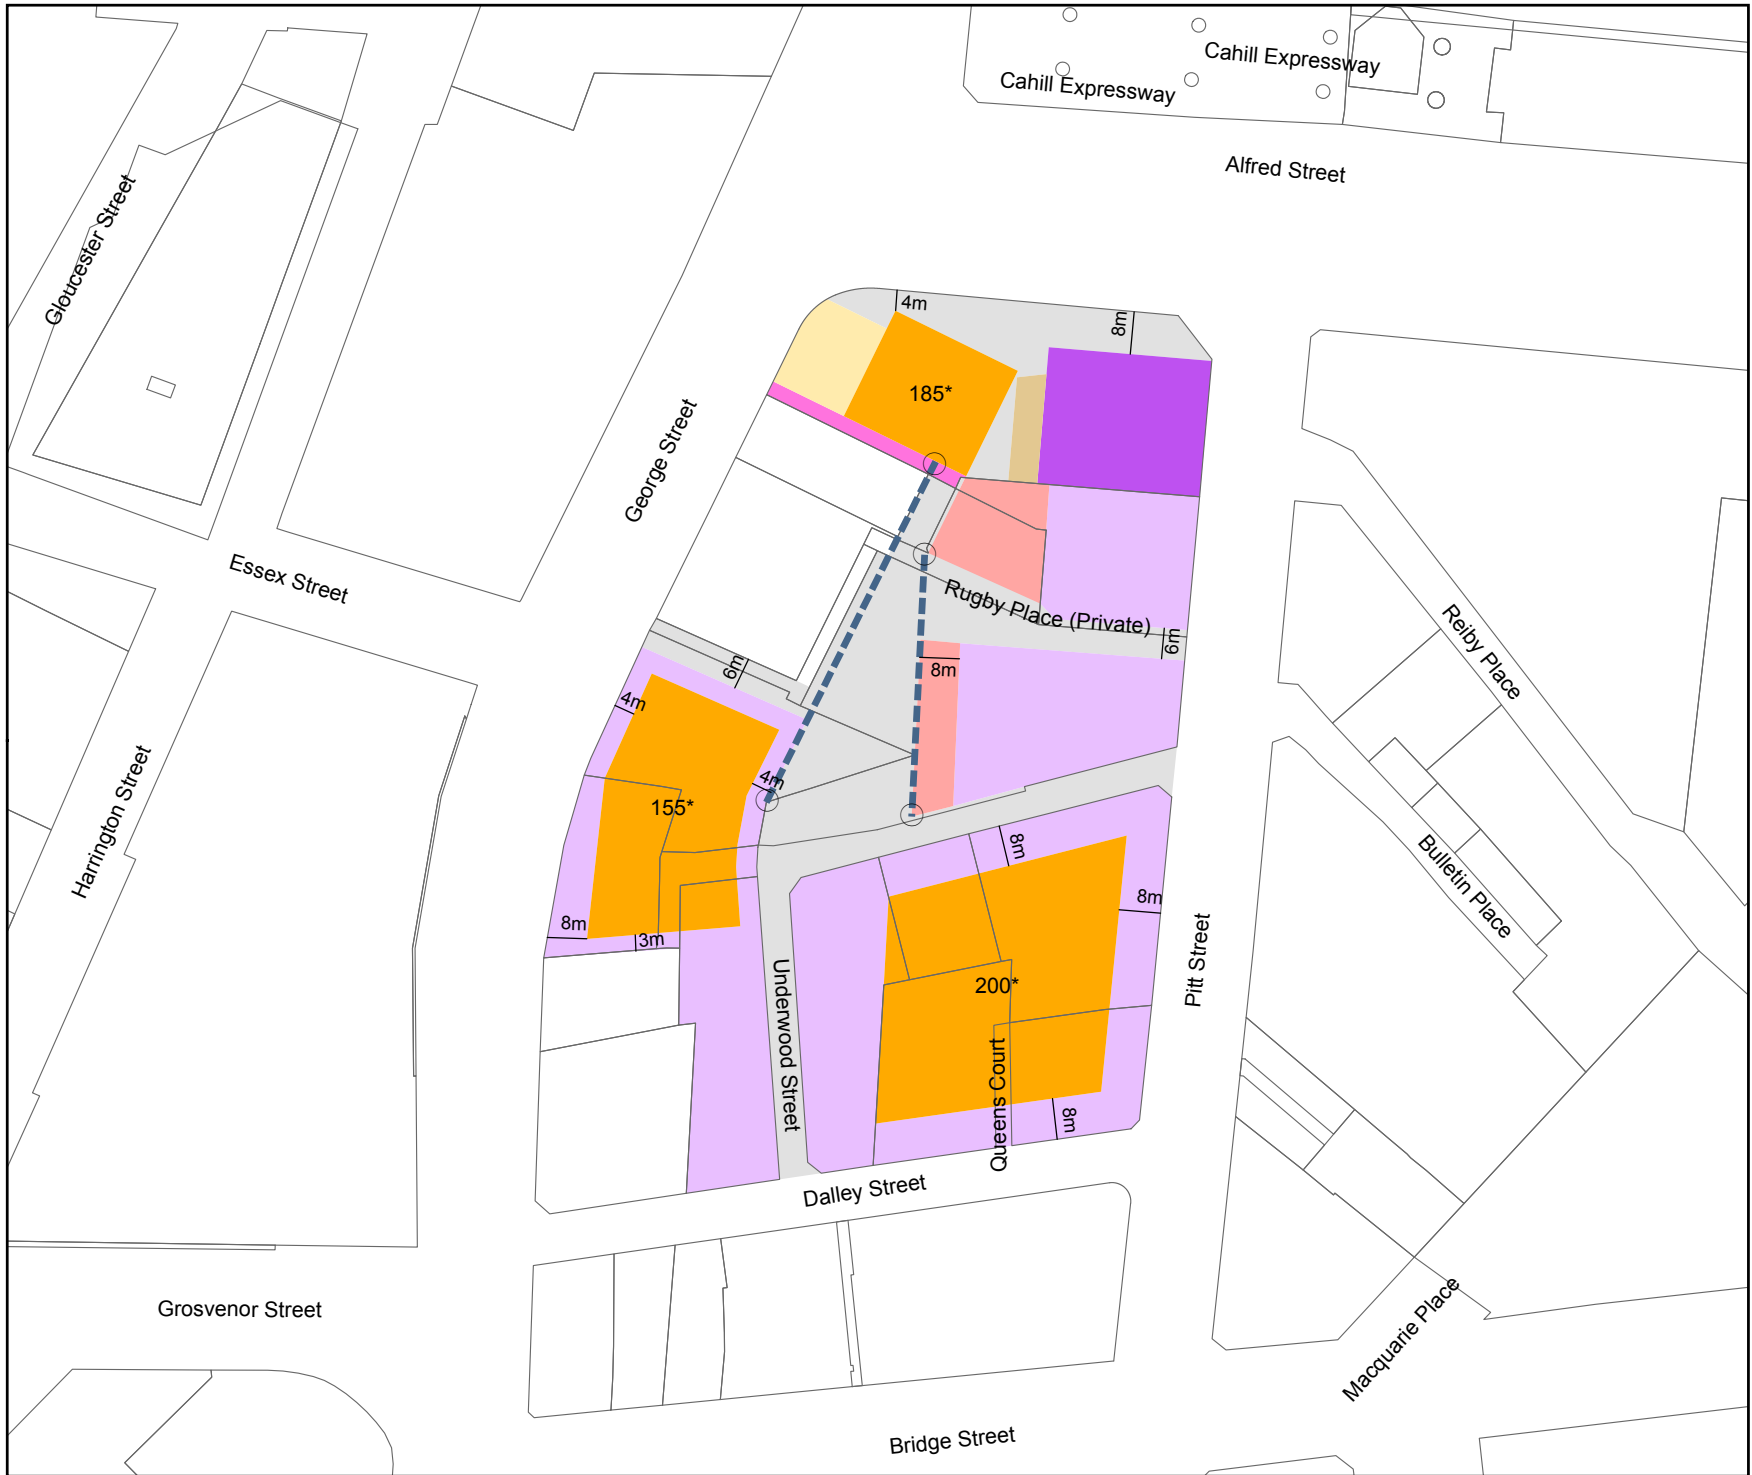 Cahill Expressway
Cahill Expressway
Alfred Street
Gloucester Street
4m
8m
185*
George Street
Essex Street
Rugby Place (Private)
6m
6m
8m
Reiby Place
4m
4m
155*
Harrington Street
8m
Bulletin Place
8m
8m
3m
Pitt Street
200*
Underwood Street
Queens Court
8m
Dalley Street
Grosvenor Street
Macquarie Place
Bridge Street